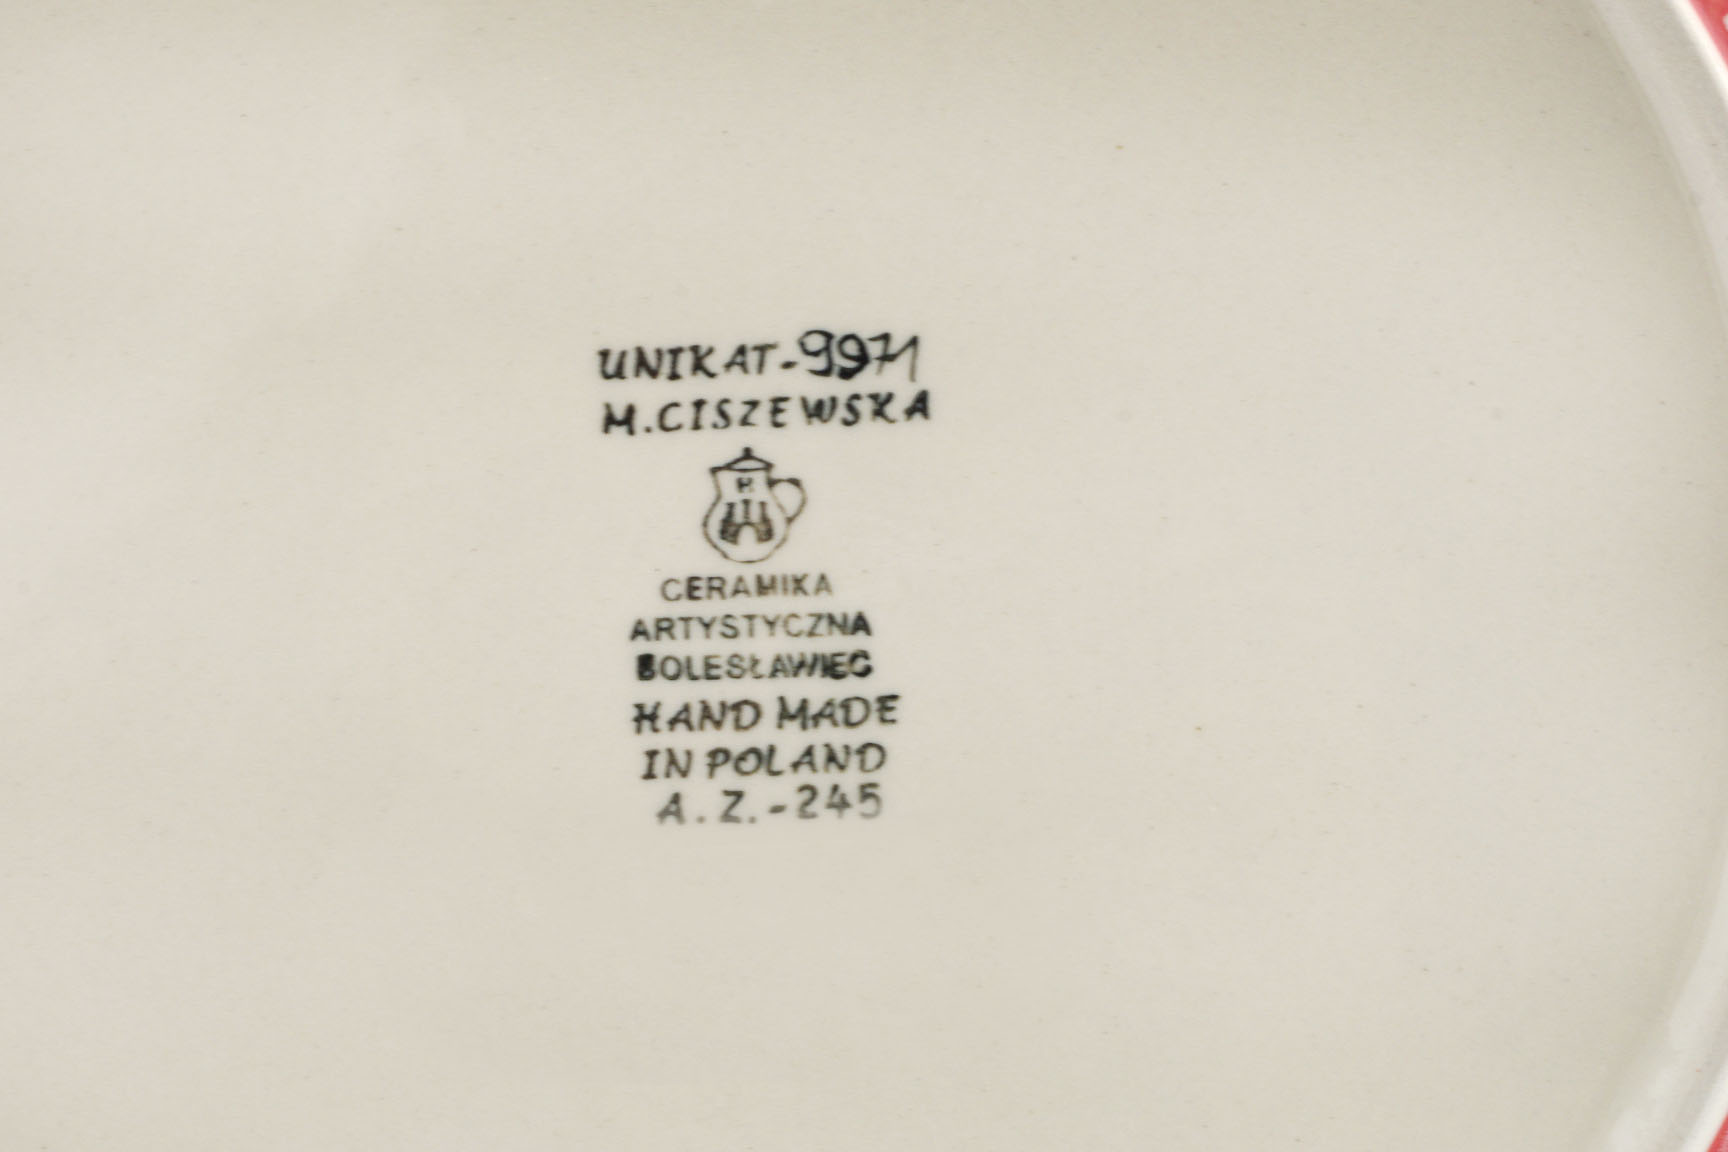 UNIKAT-9971
M.CISZEWSKA
H
CERAMIKA
ARTYSTYCZNA
BOLESŁAWIEC
HAND MADE
IN POLAND
A.Z.-245